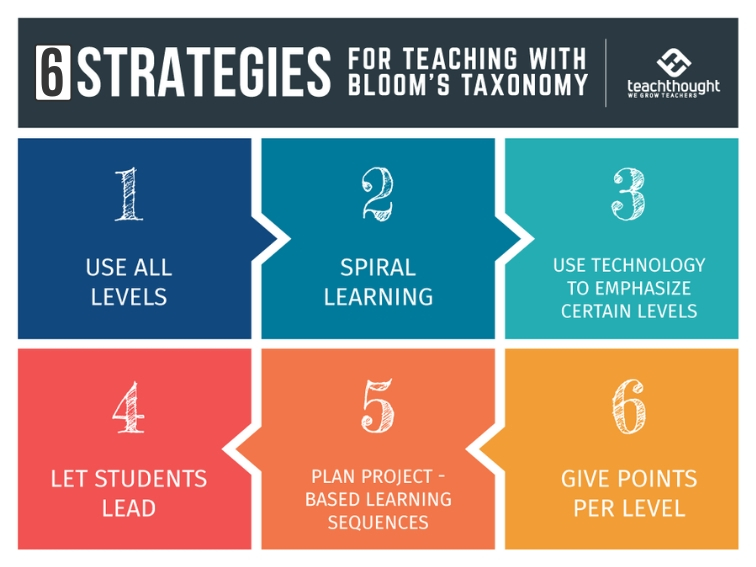 6 STRATEGIES
FOR TEACHING WITH
BLOOM'S TAXONOMY
teachthought
WE GROW TEACHERS
1
USE ALL
LEVELS
2
SPIRAL
LEARNING
3
USE TECHNOLOGY
TO EMPHASIZE
CERTAIN LEVELS
4
LET STUDENTS
LEAD
5
PLAN PROJECT -
BASED LEARNING
SEQUENCES
6
GIVE POINTS
PER LEVEL